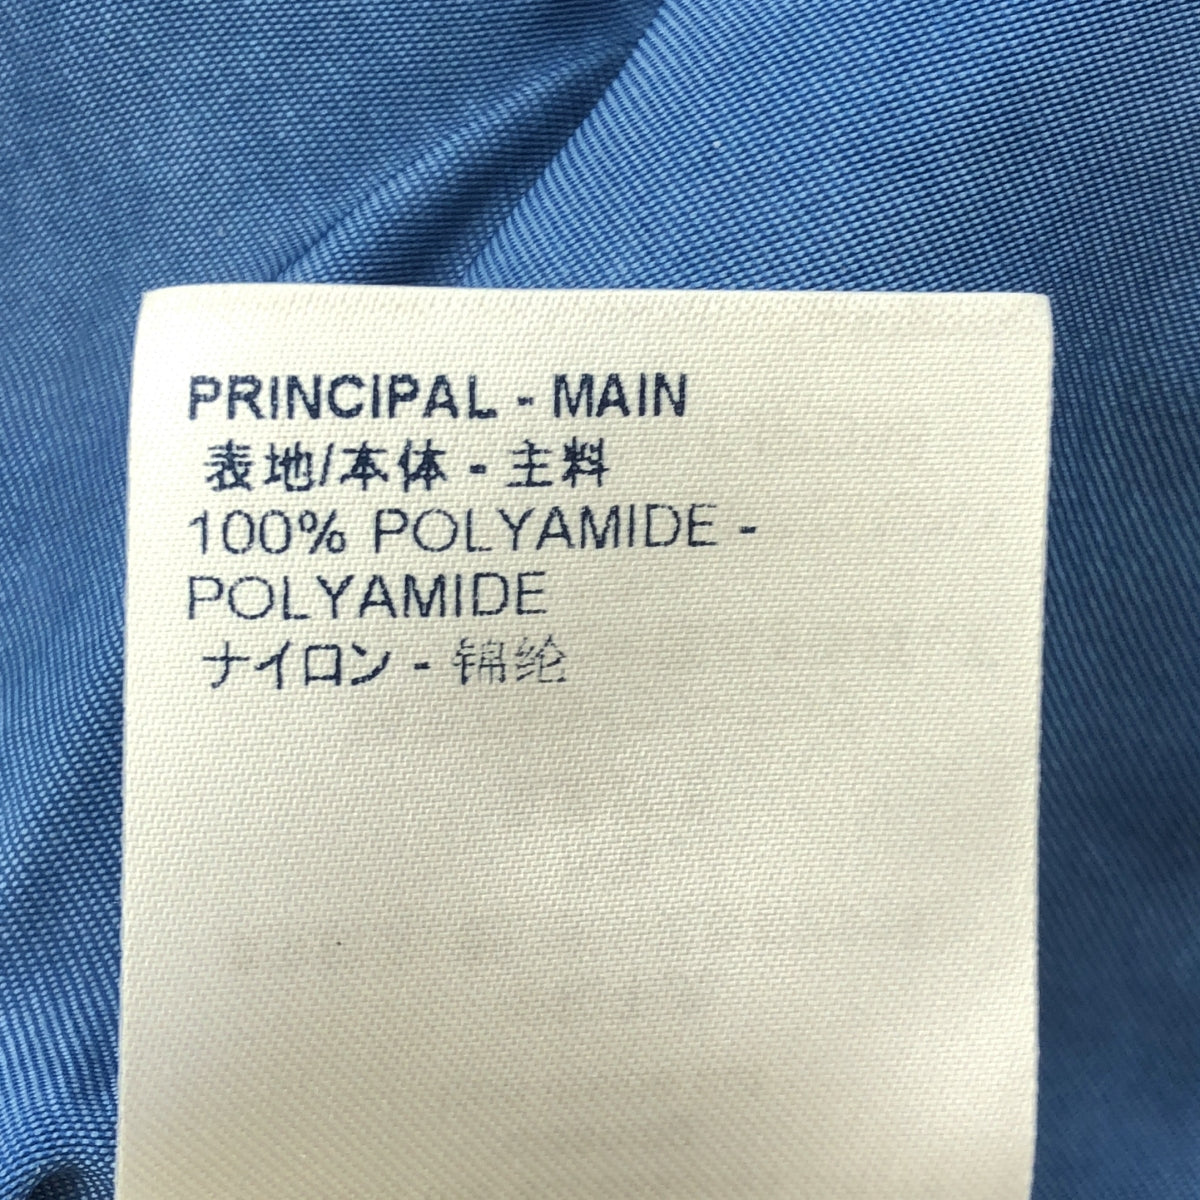 PRINCIPAL - MAIN
表地/本体 - 主料
100% POLYAMIDE -
POLYAMIDE
ナイロン - 锦纶